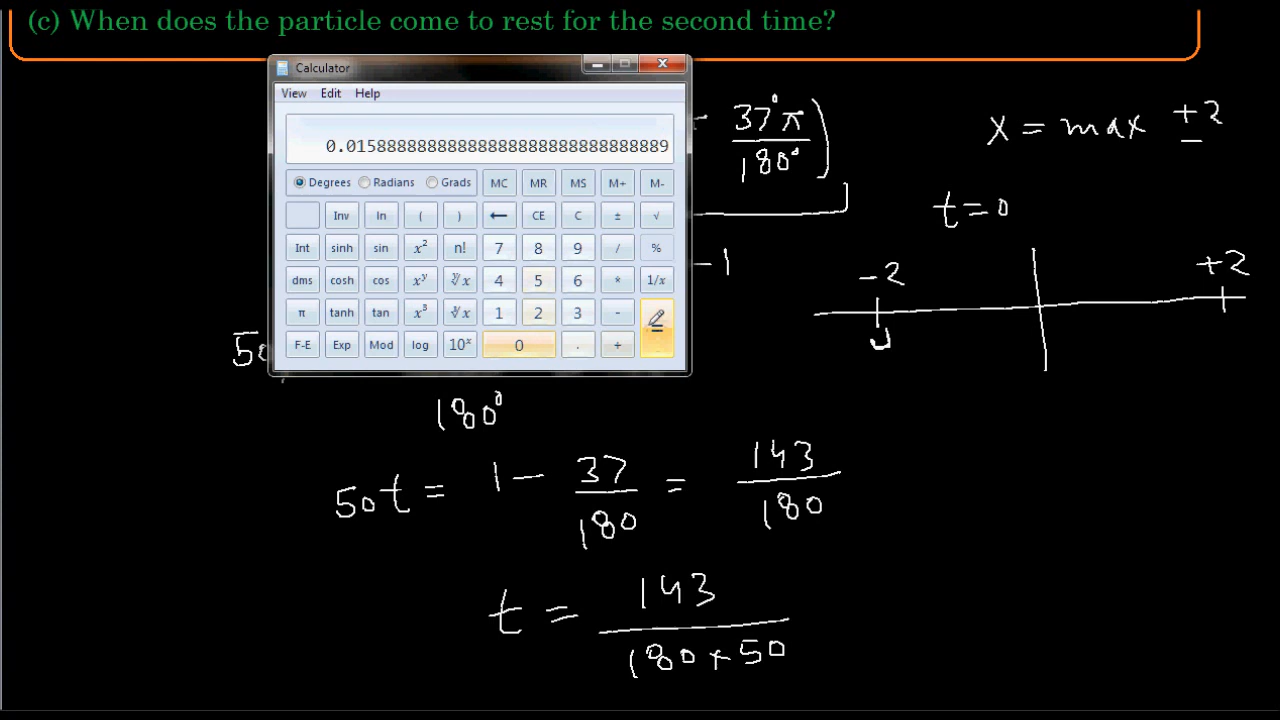 (c) When does the particle come to rest for the second time?
Calculator
View Edit Help
0.01588888888888888888888888888889
Degrees Radians Grads MC MR MS M+ M-
Inv ln ( ) ← CE C ± √
Int sinh sin x² n! 7 8 9 / %
dms cosh cos xʸ ʸ√x 4 5 6 * 1/x
π tanh tan x³ ³√x 1 2 3 -
F-E Exp Mod log 10ˣ 0 . +
37°π
180°
)
x = max ±2
t=0
-1
-2 +2
50
180°
50t = 1 - 37/180 = 143/180
t = 143/180×50